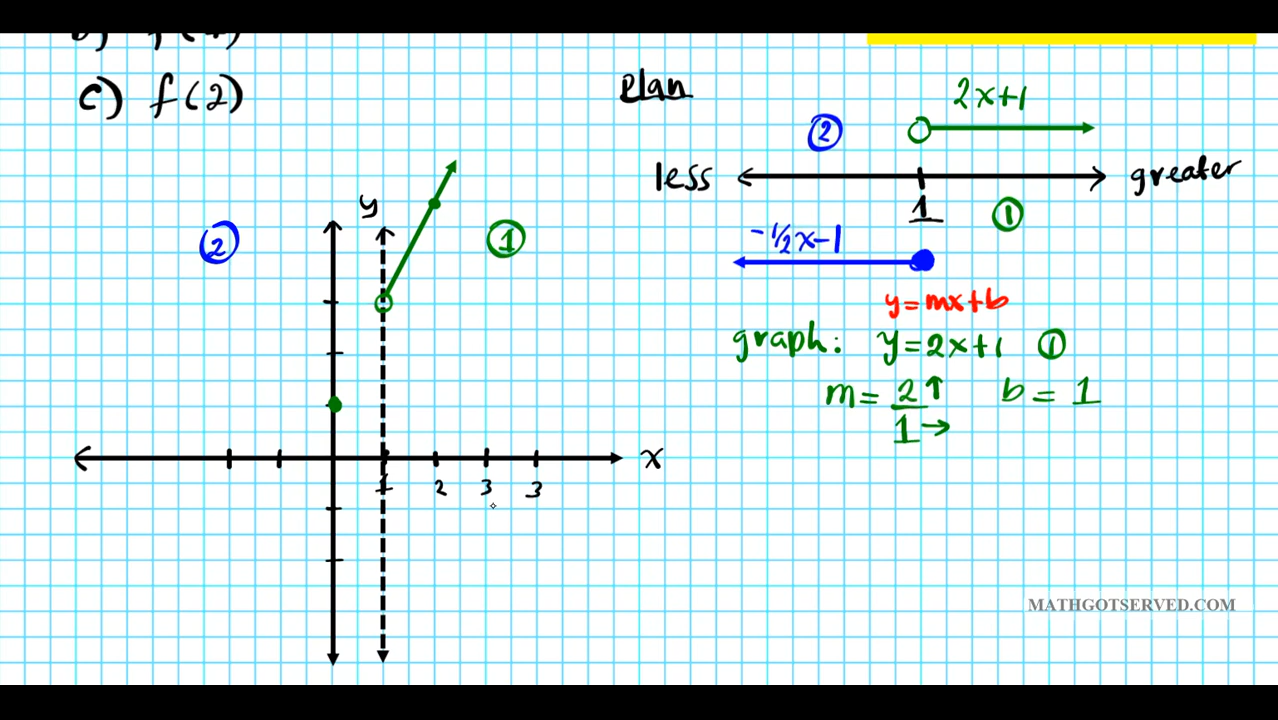 c) f(2)
Plan
2x+1
②
less
greater
1
①
-½x-1
y=mx+b
graph: y=2x+1 ①
m=2↑/1→ b=1
y
②
①
x
1 2 3 3
MATHGOTSERVED.COM